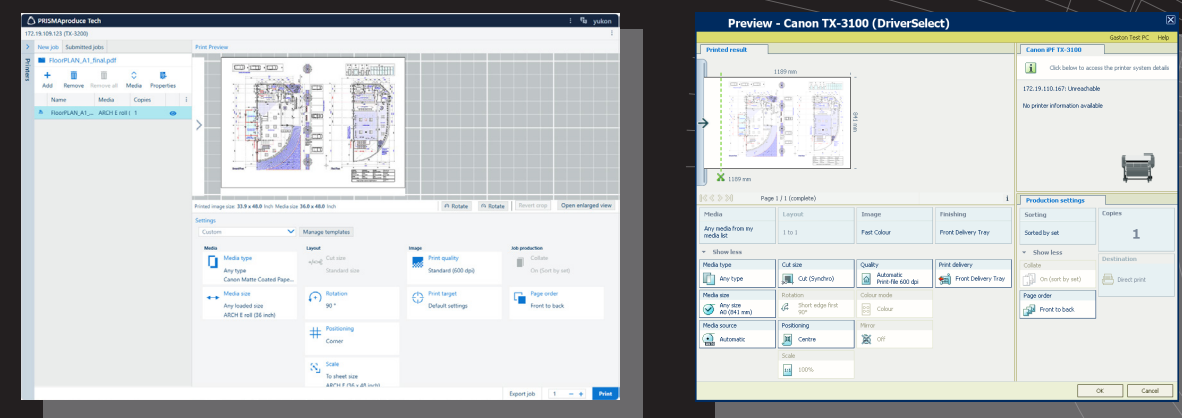 PRISMAproduce Tech
yukon
172.19.109.123 (TX-3200)
New job Submitted jobs
Printers
FloorPLAN_A1_final.pdf
Add Remove Remove all Media Properties
Name Media Copies
FloorPLAN_A1_... ARCH E roll ( 1
Print Preview
Printed image size: 33.9 x 48.0 Inch Media size 36.0 x 48.0 Inch
Rotate Rotate Revert crop Open enlarged view
Settings
Custom Manage templates
Media Layout Image Job production
Media type
Any type
Canon Matte Coated Pape...
Cut size
Standard size
Print quality
Standard (600 dpi)
Collate
On (Sort by set)
Media size
Any loaded size
ARCH E roll (36 inch)
Rotation
90 °
Print target
Default settings
Page order
Front to back
Positioning
Corner
Scale
To sheet size
ARCH E (36 x 48 inch)
Export job 1 − + Print
Preview - Canon TX-3100 (DriverSelect)
Gaston Test PC Help
Printed result
1189 mm
841 mm
1189 mm
Page 1 / 1 (complete)
Canon iPF TX-3100
Click below to access the printer system details
172.19.110.167: Unreachable
No printer information available
Media
Any media from my
media list
Layout
1 to 1
Image
Fast Colour
Finishing
Front Delivery Tray
Show less
Media type
Any type
Cut size
Cut (Synchro)
Quality
Automatic
Print-file 600 dpi
Print delivery
Front Delivery Tray
Media size
Any size
A0 (841 mm)
Rotation
Short edge first
90°
Colour mode
Colour
Media source
Automatic
Positioning
Centre
Mirror
Off
Scale
100%
Production settings
Sorting
Sorted by set
Copies
1
Show less
Collate
On (sort by set)
Destination
Direct print
Page order
Front to back
OK Cancel